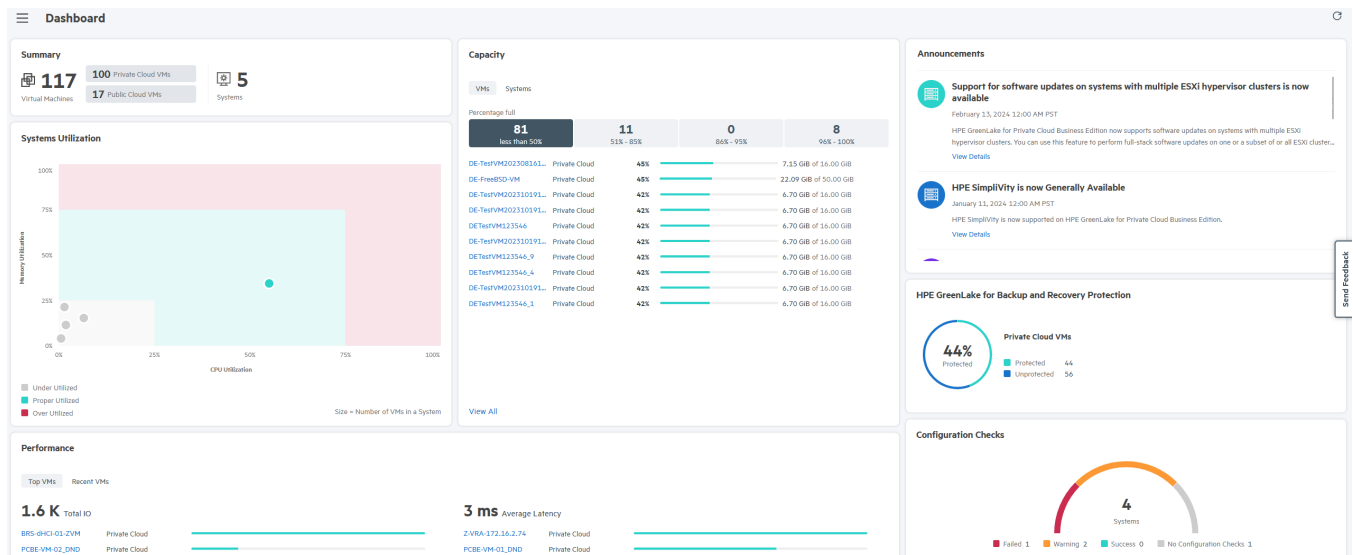 Dashboard
Summary
117
Virtual Machines
100 Private Cloud VMs
17 Public Cloud VMs
5
Systems
Systems Utilization
100%
75%
50%
25%
0%
Memory Utilization
0%
25%
50%
75%
100%
CPU Utilization
Under Utilized
Proper Utilized
Over Utilized
Size = Number of VMs in a System
Capacity
VMs Systems
Percentage full
81 11 0 8
less than 50% 51% - 85% 86% - 95% 96% - 100%
DE-TestVM202308161... Private Cloud 45% 7.15 GiB of 16.00 GiB
DE-FreeBSD-VM Private Cloud 45% 22.09 GiB of 50.00 GiB
DE-TestVM202310191... Private Cloud 42% 6.70 GiB of 16.00 GiB
DE-TestVM202310191... Private Cloud 42% 6.70 GiB of 16.00 GiB
DETestVM123546 Private Cloud 42% 6.70 GiB of 16.00 GiB
DE-TestVM202310191... Private Cloud 42% 6.70 GiB of 16.00 GiB
DETestVM123546_9 Private Cloud 42% 6.70 GiB of 16.00 GiB
DETestVM123546_4 Private Cloud 42% 6.70 GiB of 16.00 GiB
DE-TestVM202310191... Private Cloud 42% 6.70 GiB of 16.00 GiB
DETestVM123546_1 Private Cloud 42% 6.70 GiB of 16.00 GiB
View All
Announcements
Support for software updates on systems with multiple ESXi hypervisor clusters is now
available
February 13, 2024 12:00 AM PST
HPE GreenLake for Private Cloud Business Edition now supports software updates on systems with multiple ESXi
hypervisor clusters. You can use this feature to perform full-stack software updates on one or a subset of or all ESXi cluster...
View Details
HPE SimpliVity is now Generally Available
January 11, 2024 12:00 AM PST
HPE SimpliVity is now supported on HPE GreenLake for Private Cloud Business Edition.
View Details
Send Feedback
HPE GreenLake for Backup and Recovery Protection
44%
Protected
Private Cloud VMs
Protected 44
Unprotected 56
Performance
Top VMs Recent VMs
1.6 K Total IO
BRS-dHCI-01-ZVM Private Cloud
PCBE-VM-02_DND Private Cloud
3 ms Average Latency
Z-VRA-172.16.2.74 Private Cloud
PCBE-VM-01_DND Private Cloud
Configuration Checks
4
Systems
Failed 1 Warning 2 Success 0 No Configuration Checks 1